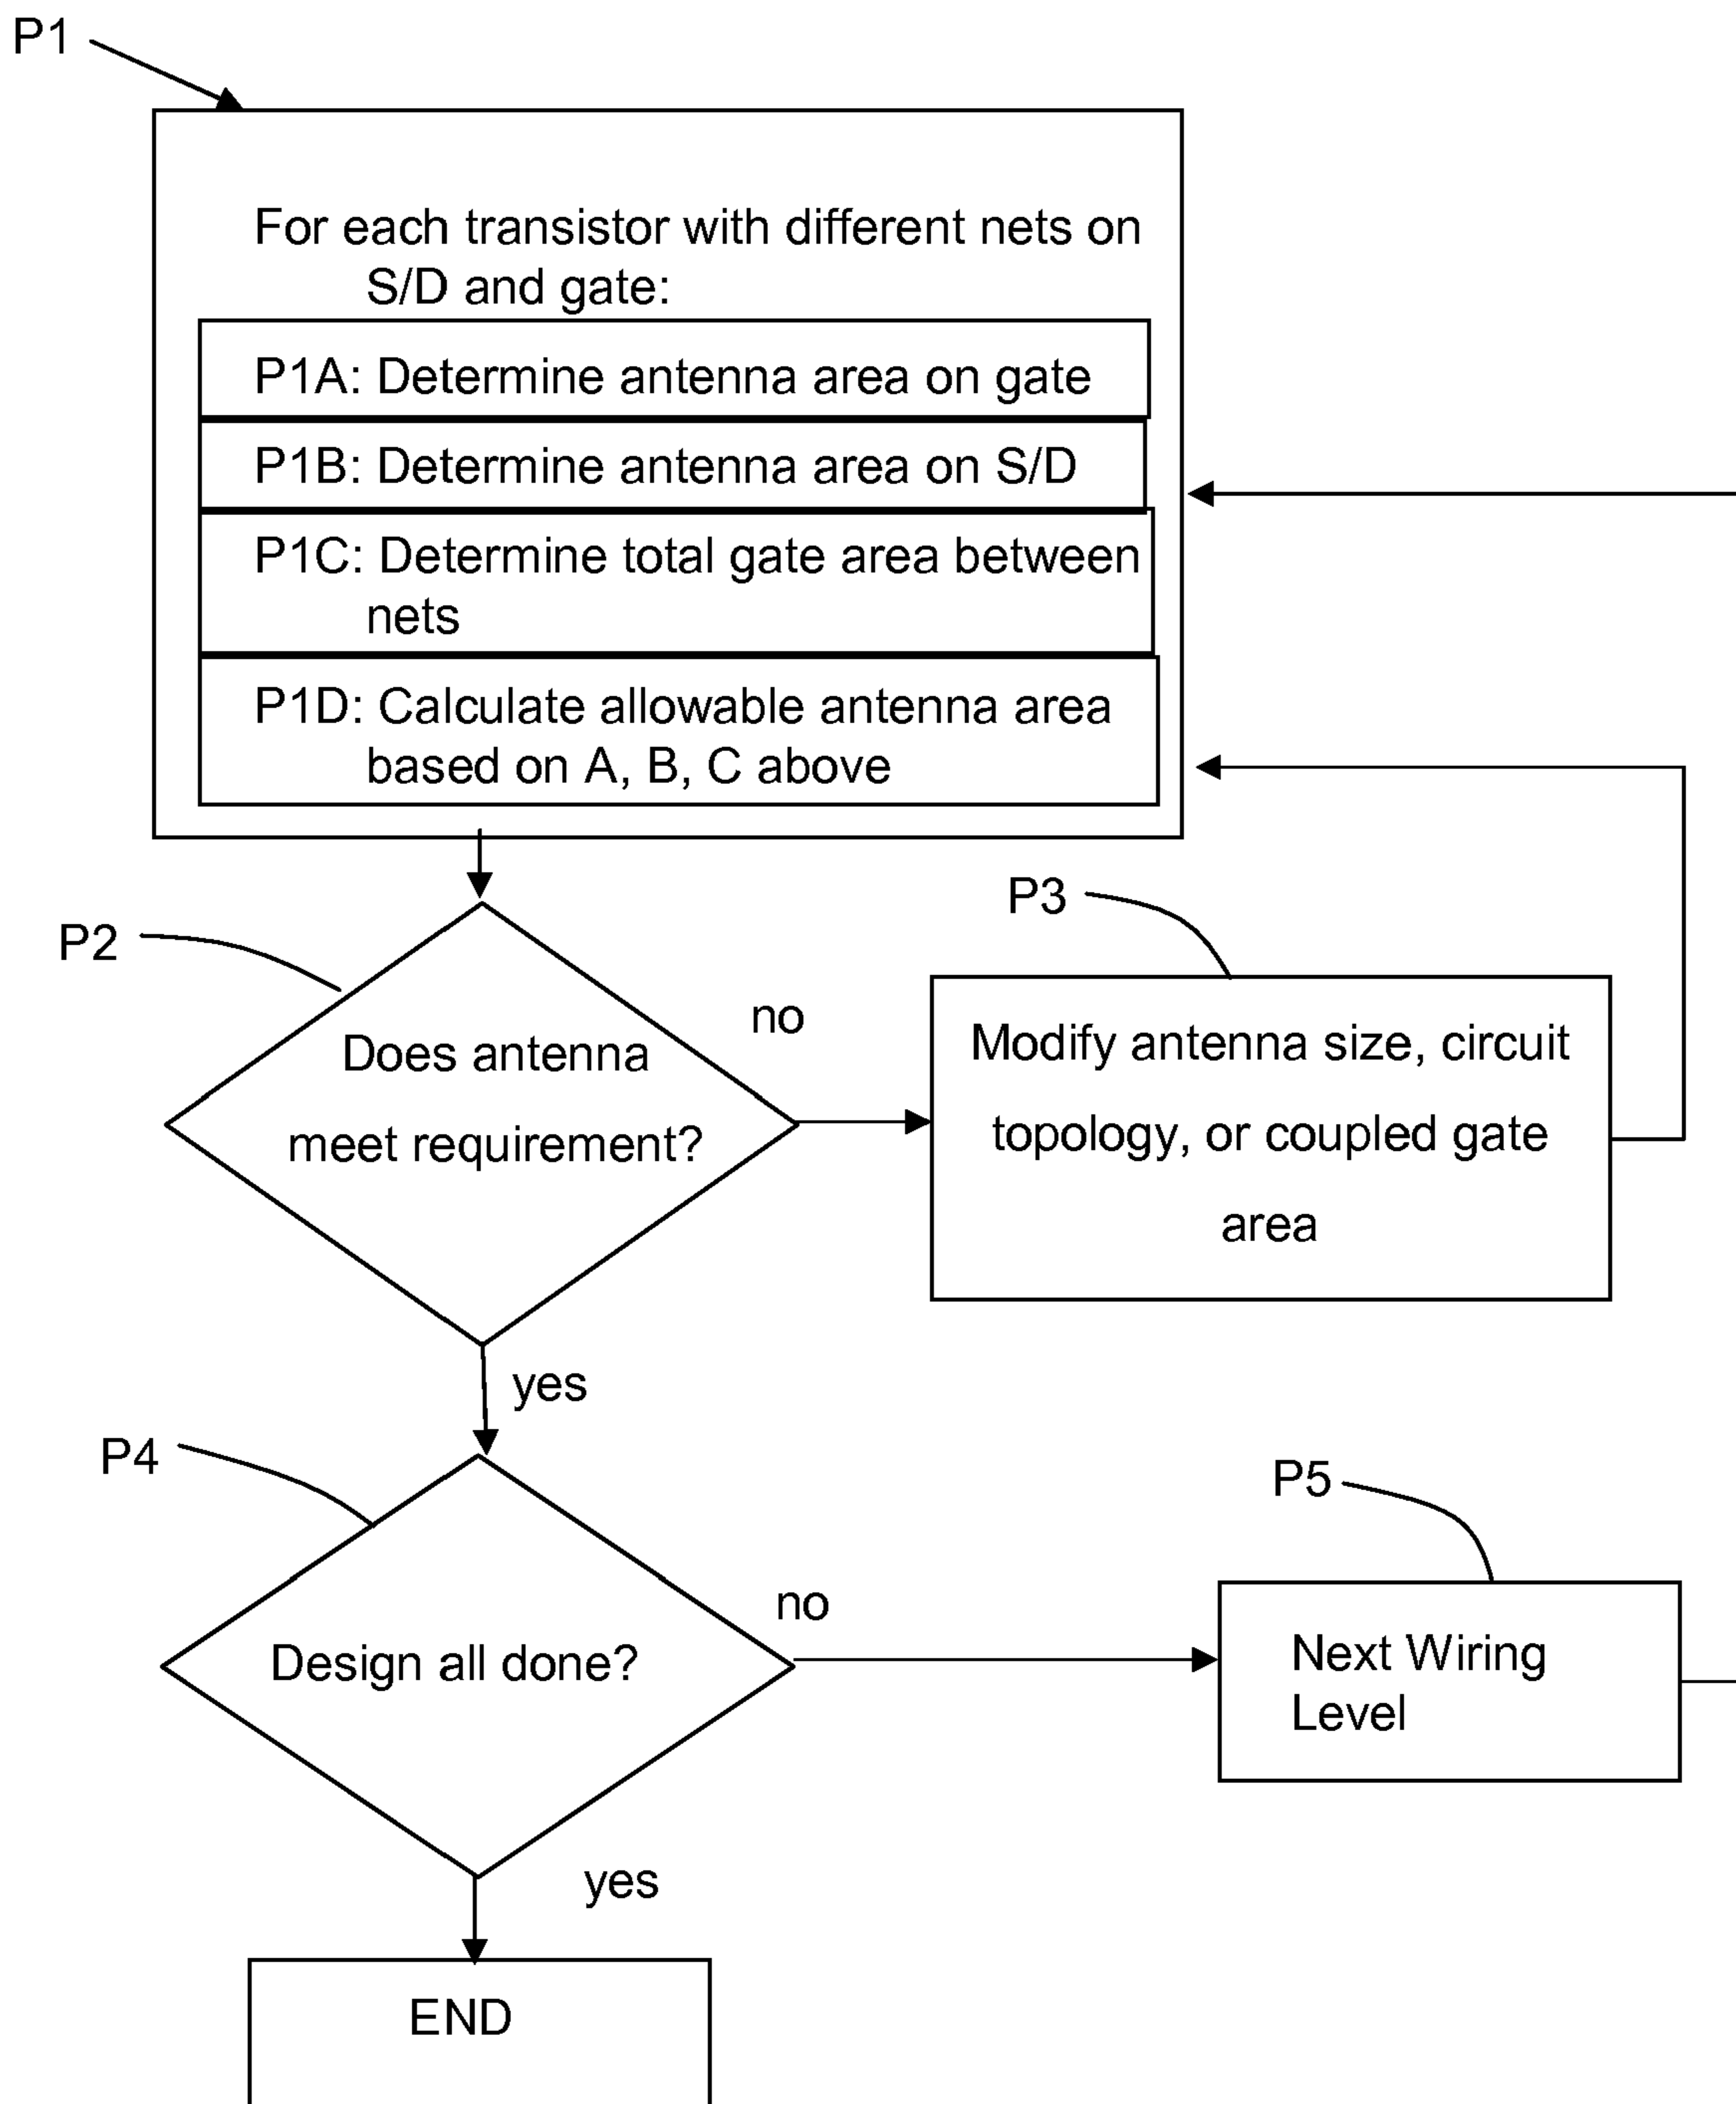 P1
For each transistor with different nets on
S/D and gate:
P1A: Determine antenna area on gate
P1B: Determine antenna area on S/D
P1C: Determine total gate area between
nets
P1D: Calculate allowable antenna area
based on A, B, C above
P2
Does antenna
meet requirement?
no
P3
Modify antenna size, circuit
topology, or coupled gate
area
yes
P4
Design all done?
no
P5
Next Wiring
Level
yes
END